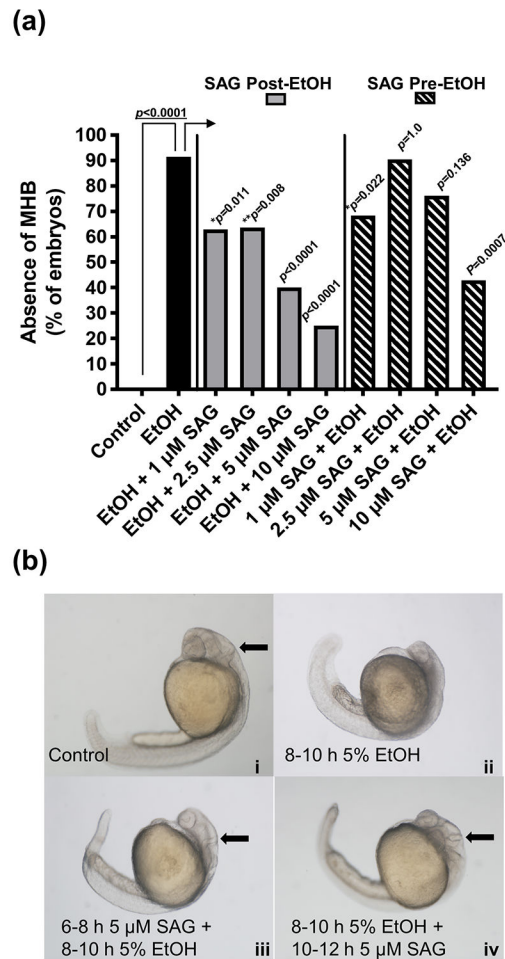 (a)
SAG Post-EtOH
SAG Pre-EtOH
p<0.0001
Absence of MHB
(% of embryos)
100
90
80
70
60
50
40
30
20
10
0
*p=0.011
**p=0.008
p<0.0001
p<0.0001
*p=0.022
p=1.0
p=0.136
P=0.0007
Control
EtOH
EtOH + 1 µM SAG
EtOH + 2.5 µM SAG
EtOH + 5 µM SAG
EtOH + 10 µM SAG
1 µM SAG + EtOH
2.5 µM SAG + EtOH
5 µM SAG + EtOH
10 µM SAG + EtOH
(b)
Control
i
8-10 h 5% EtOH
ii
6-8 h 5 µM SAG +
8-10 h 5% EtOH
iii
8-10 h 5% EtOH +
10-12 h 5 µM SAG
iv